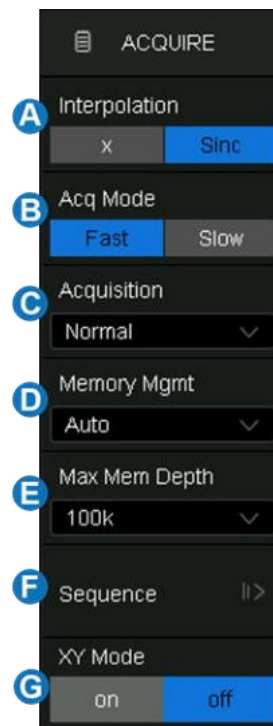 ACQUIRE
A Interpolation
x Sinc
B Acq Mode
Fast Slow
C Acquisition
Normal
D Memory Mgmt
Auto
E Max Mem Depth
100k
F Sequence
XY Mode
G on off